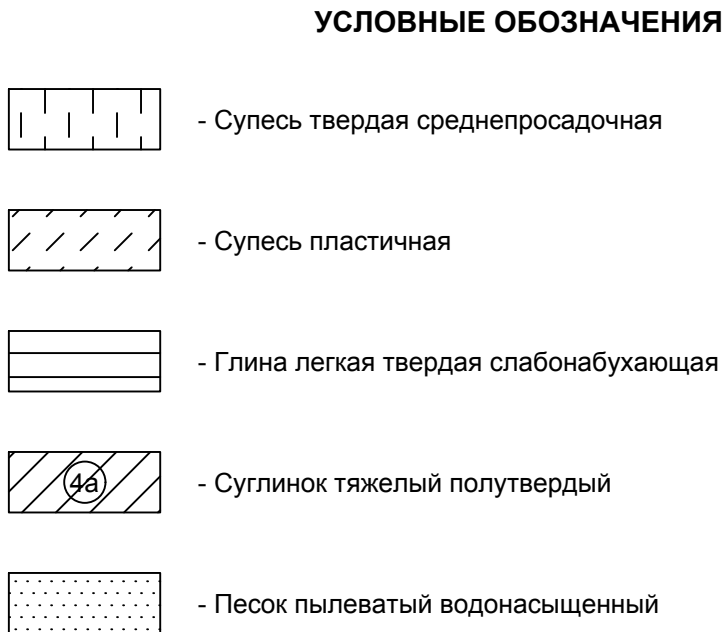 УСЛОВНЫЕ ОБОЗНАЧЕНИЯ
- Супесь твердая среднепросадочная
- Супесь пластичная
- Глина легкая твердая слабонабухающая
4а - Суглинок тяжелый полутвердый
- Песок пылеватый водонасыщенный